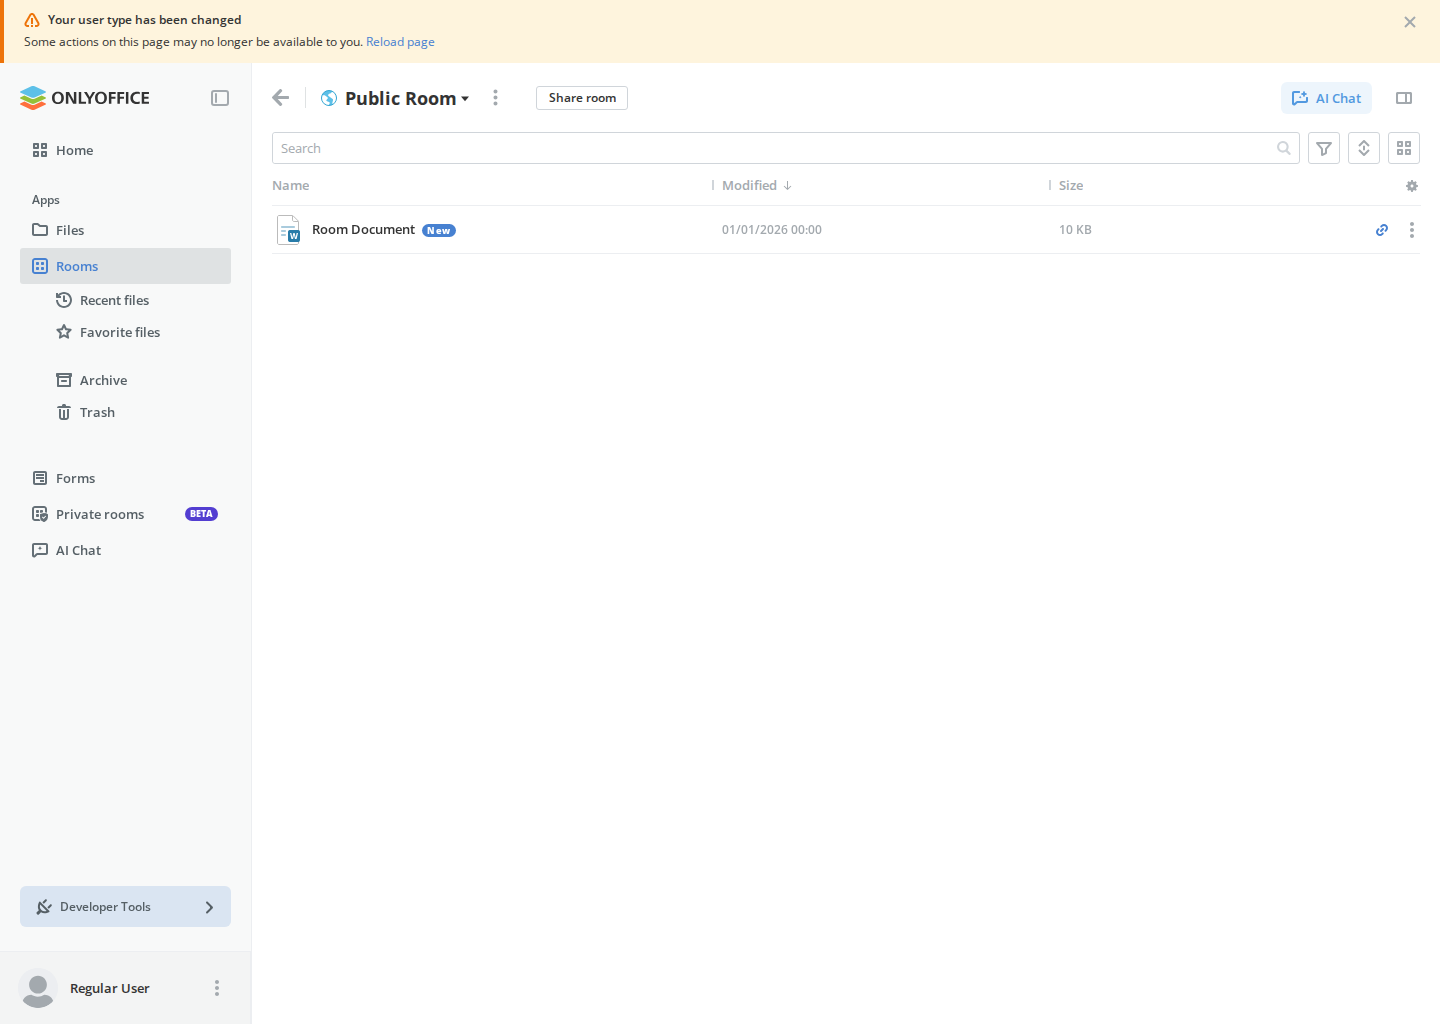 Your user type has been changed
Some actions on this page may no longer be available to you. Reload page
ONLYOFFICE
Public Room
Share room
AI Chat
Home
Search
Name
Modified
Size
Apps
Files
Room Document
New
01/01/2026 00:00
10 KB
W
Rooms
Recent files
Favorite files
Archive
Trash
Forms
Private rooms
BETA
AI Chat
Developer Tools
Regular User